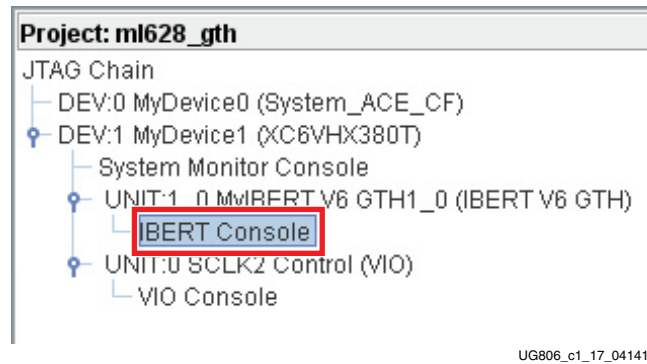 Project: ml628_gth
JTAG Chain
DEV:0 MyDevice0 (System_ACE_CF)
DEV:1 MyDevice1 (XC6VHX380T)
System Monitor Console
UNIT:1_0 MyIBERT V6 GTH1_0 (IBERT V6 GTH)
IBERT Console
UNIT:0 SCLK2 Control (VIO)
VIO Console
UG806_c1_17_04141